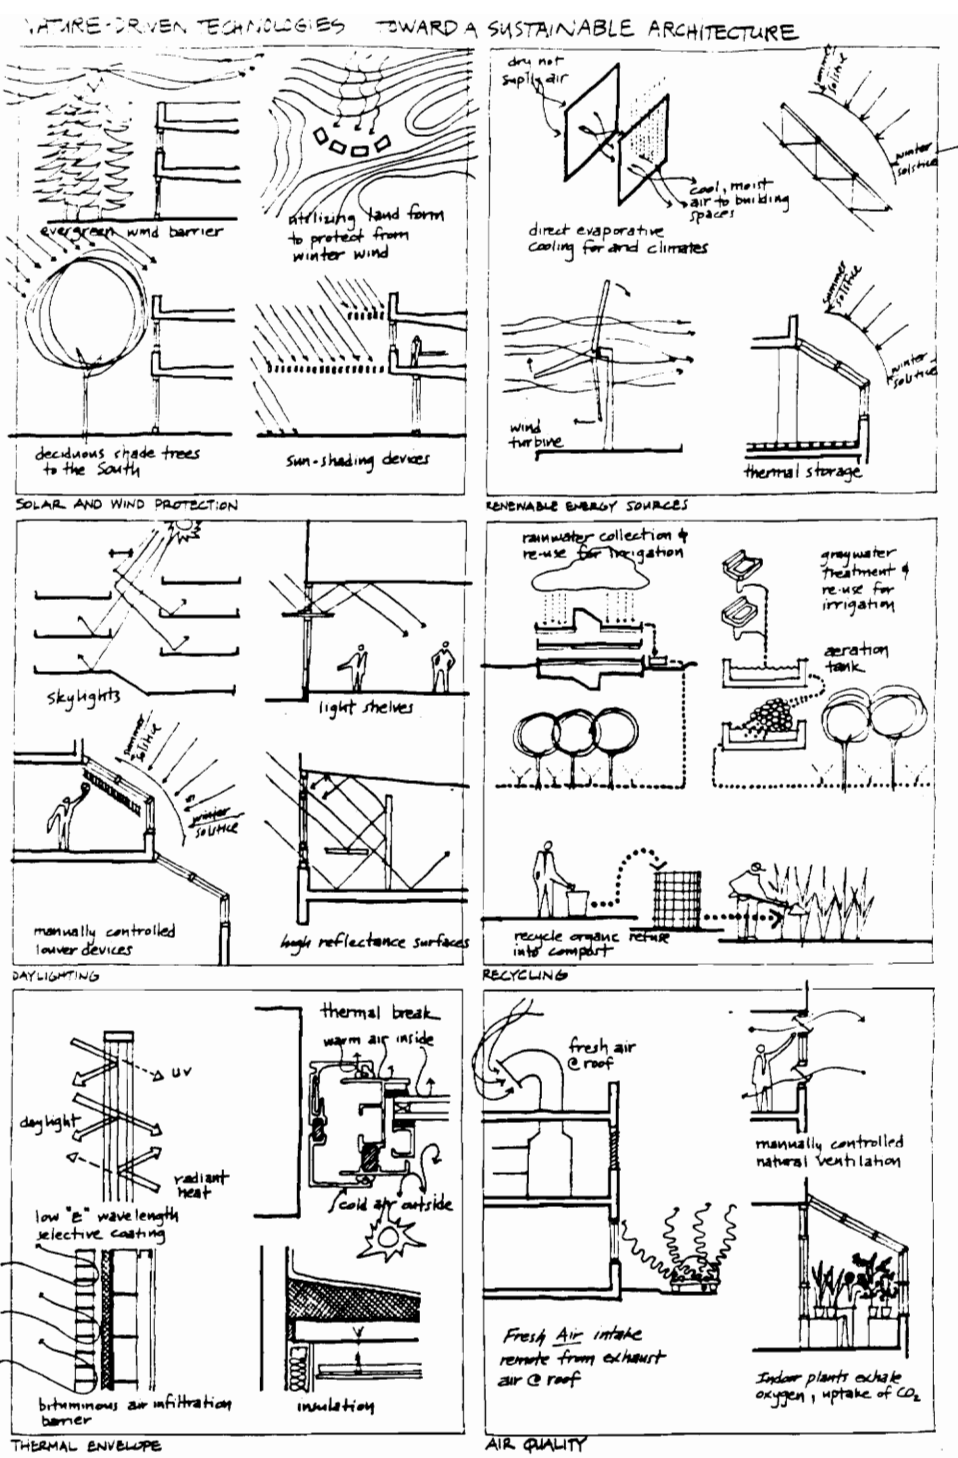 NATURE-DRIVEN TECHNOLOGIES TOWARD A SUSTAINABLE ARCHITECTURE
evergreen wind barrier
utilizing land form
to protect from
winter wind
deciduous shade trees
to the South
sun-shading devices
SOLAR AND WIND PROTECTION
dry hot
supply air
cool, moist
air to building
spaces
direct evaporative
cooling for arid climates
summer
solstice
winter
solstice
wind
turbine
summer
solstice
winter
solstice
thermal storage
RENEWABLE ENERGY SOURCES
skylights
light shelves
summer
solstice
winter
solstice
manually controlled
louver devices
high reflectance surfaces
DAYLIGHTING
rainwater collection &
re-use for irrigation
graywater
treatment &
re-use for
irrigation
aeration
tank
recycle organic refuse
into compost
RECYCLING
uv
daylight
radiant
heat
low "E" wavelength
selective coating
thermal break
warm air inside
cold air outside
bituminous air infiltration
barrier
insulation
THERMAL ENVELOPE
fresh air
@ roof
manually controlled
natural ventilation
Fresh Air intake
remote from exhaust
air @ roof
Indoor plants exhale
oxygen, uptake of CO₂
AIR QUALITY